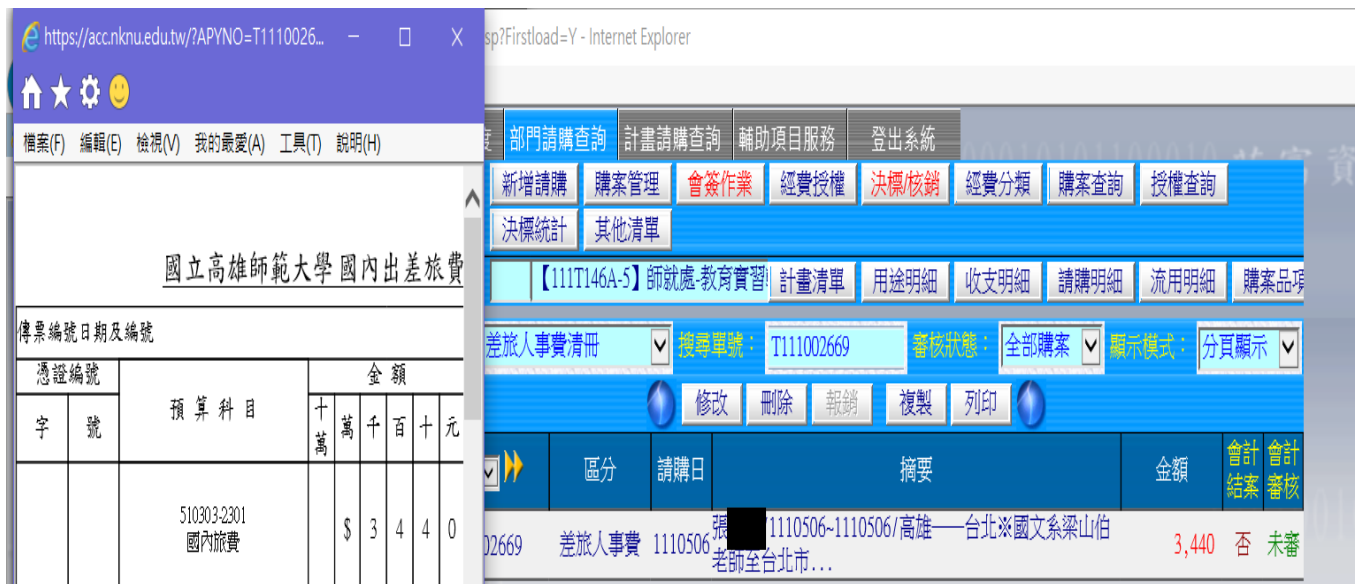 https://acc.nknu.edu.tw/?APYNO=T1110026...
檔案(F) 編輯(E) 檢視(V) 我的最愛(A) 工具(T) 說明(H)
國立高雄師範大學國內出差旅費
傳票編號日期及編號
憑證編號
預算科目
金額
字 號
十萬 萬 千 百 十 元
510303-2301
國內旅費
$ 3 4 4 0
sp?Firstload=Y - Internet Explorer
度 部門請購查詢 計畫請購查詢 輔助項目服務 登出系統
新增請購 購案管理 會簽作業 經費授權 決標/核銷 經費分類 購案查詢 授權查詢
決標統計 其他清單
【111T146A-5】師就處-教育實習 計畫清單 用途明細 收支明細 請購明細 流用明細 購案品項
差旅人事費清冊 搜尋單號： T111002669 審核狀態： 全部購案 顯示模式： 分頁顯示
修改 刪除 報銷 複製 列印
區分 請購日 摘要 金額 會計結案 會計審核
02669 差旅人事費 1110506 張 1110506~1110506/高雄——台北※國文系梁山伯 3,440 否 未審
老師至台北市...